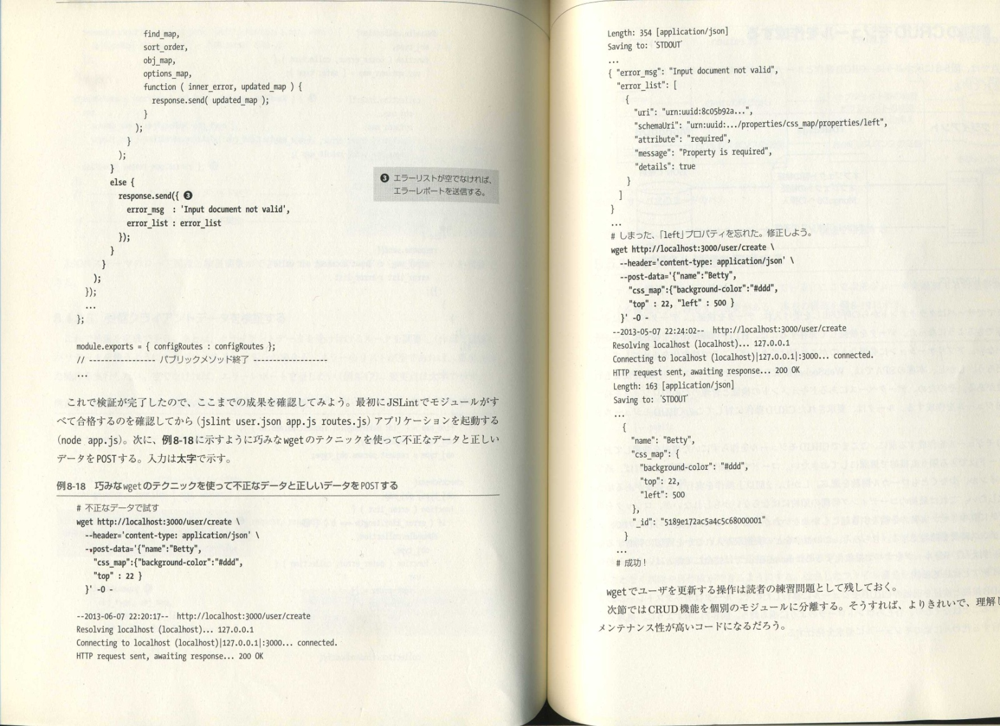 find_map,
sort_order,
obj_map,
options_map,
function ( inner_error, updated_map ) {
response.send( updated_map );
}
);
}
);
}
else {
response.send({ ❸
error_msg : 'Input document not valid',
error_list : error_list
});
}
}
);
});
...
};
❸ エラーリストが空でなければ、
エラーレポートを送信する。
module.exports = { configRoutes : configRoutes };
// ---------------- パブリックメソッド終了 ------------------
...
これで検証が完了したので、ここまでの成果を確認してみよう。最初にJSLintでモジュールがす
べて合格するのを確認してから(jslint user.json app.js routes.js)アプリケーションを起動する
(node app.js)。次に、例8-18に示すように巧みなwgetのテクニックを使って不正なデータと正しい
データをPOSTする。入力は太字で示す。
例8-18 巧みなwgetのテクニックを使って不正なデータと正しいデータをPOSTする
# 不正なデータで試す
wget http://localhost:3000/user/create \
--header='content-type: application/json' \
--post-data='{"name":"Betty",
"css_map":{"background-color":"#ddd",
"top" : 22 }
}' -O -
--2013-06-07 22:20:17-- http://localhost:3000/user/create
Resolving localhost (localhost)... 127.0.0.1
Connecting to localhost (localhost)|127.0.0.1|:3000... connected.
HTTP request sent, awaiting response... 200 OK
Length: 354 [application/json]
Saving to: `STDOUT'
...
{ "error_msg": "Input document not valid",
"error_list": [
{
"uri": "urn:uuid:8c05b92a...",
"schemaUri": "urn:uuid:.../properties/css_map/properties/left",
"attribute": "required",
"message": "Property is required",
"details": true
}
]
}
...
# しまった、「left」プロパティを忘れた。修正しよう。
wget http://localhost:3000/user/create \
--header='content-type: application/json' \
--post-data='{"name":"Betty",
"css_map":{"background-color":"#ddd",
"top" : 22, "left" : 500 }
}' -O -
--2013-05-07 22:24:02-- http://localhost:3000/user/create
Resolving localhost (localhost)... 127.0.0.1
Connecting to localhost (localhost)|127.0.0.1|:3000... connected.
HTTP request sent, awaiting response... 200 OK
Length: 163 [application/json]
Saving to: `STDOUT'
...
{
"name": "Betty",
"css_map": {
"background-color": "#ddd",
"top": 22,
"left": 500
},
"_id": "5189e172ac5a4c5c68000001"
}
...
# 成功！
wgetでユーザを更新する操作は読者の練習問題として残しておく。
次節ではCRUD機能を個別のモジュールに分離する。そうすれば、よりきれいで、理解し
メンテナンス性が高いコードになるだろう。